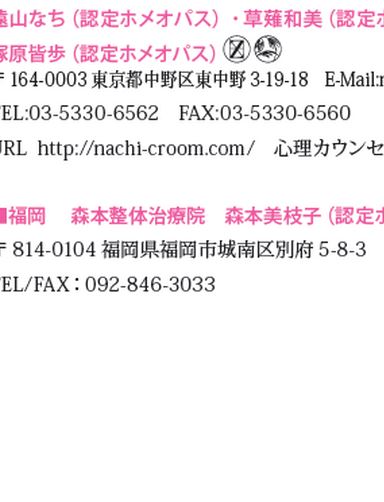 遠山なち（認定ホメオパス）・草薙和美（認定ホ
塚原皆歩（認定ホメオパス）
〒164-0003 東京都中野区東中野 3-19-18　E-Mail:
TEL:03-5330-6562　FAX:03-5330-6560
URL　http://nachi-croom.com/　心理カウンセ
■福岡　森本整体治療院　森本美枝子（認定ホ
〒814-0104 福岡県福岡市城南区別府 5-8-3
TEL/FAX：092-846-3033